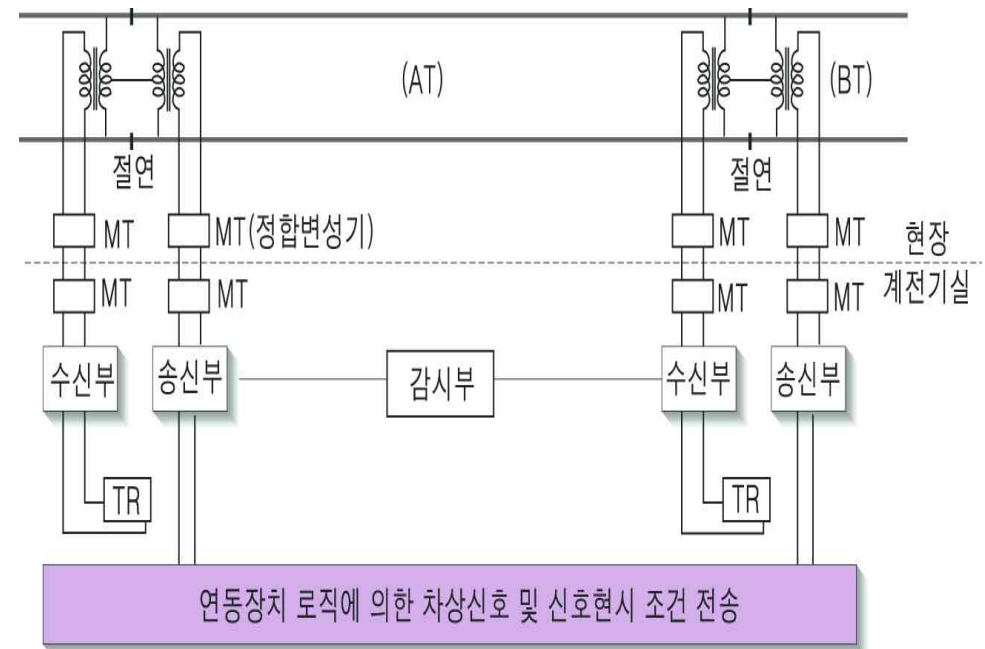 (AT)
(BT)
절연
절연
MT
MT(정합변성기)
MT
MT
현장
MT
MT
MT
MT
계전기실
수신부
송신부
감시부
수신부
송신부
TR
TR
연동장치 로직에 의한 차상신호 및 신호현시 조건 전송